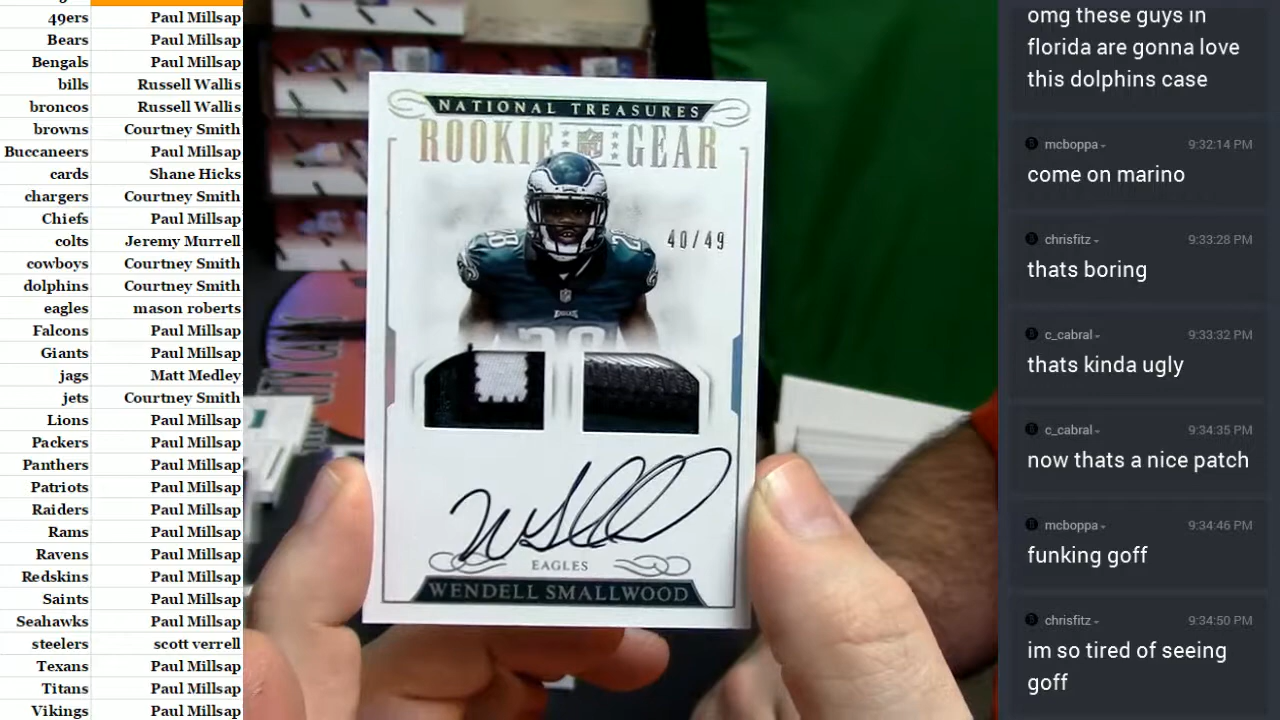 49ers Paul Millsap
Bears Paul Millsap
Bengals Paul Millsap
bills Russell Wallis
broncos Russell Wallis
browns Courtney Smith
Buccaneers Paul Millsap
cards Shane Hicks
chargers Courtney Smith
Chiefs Paul Millsap
colts Jeremy Murrell
cowboys Courtney Smith
dolphins Courtney Smith
eagles mason roberts
Falcons Paul Millsap
Giants Paul Millsap
jags Matt Medley
jets Courtney Smith
Lions Paul Millsap
Packers Paul Millsap
Panthers Paul Millsap
Patriots Paul Millsap
Raiders Paul Millsap
Rams Paul Millsap
Ravens Paul Millsap
Redskins Paul Millsap
Saints Paul Millsap
Seahawks Paul Millsap
steelers scott verrell
Texans Paul Millsap
Titans Paul Millsap
Vikings Paul Millsap
NATIONAL TREASURES
ROOKIE NFL GEAR
40/49
28
28
EAGLES
28
EAGLES
WENDELL SMALLWOOD
omg these guys in
florida are gonna love
this dolphins case
mcboppa 9:32:14 PM
come on marino
chrisfitz 9:33:28 PM
thats boring
c_cabral 9:33:32 PM
thats kinda ugly
c_cabral 9:34:35 PM
now thats a nice patch
mcboppa 9:34:46 PM
funking goff
chrisfitz 9:34:50 PM
im so tired of seeing
goff